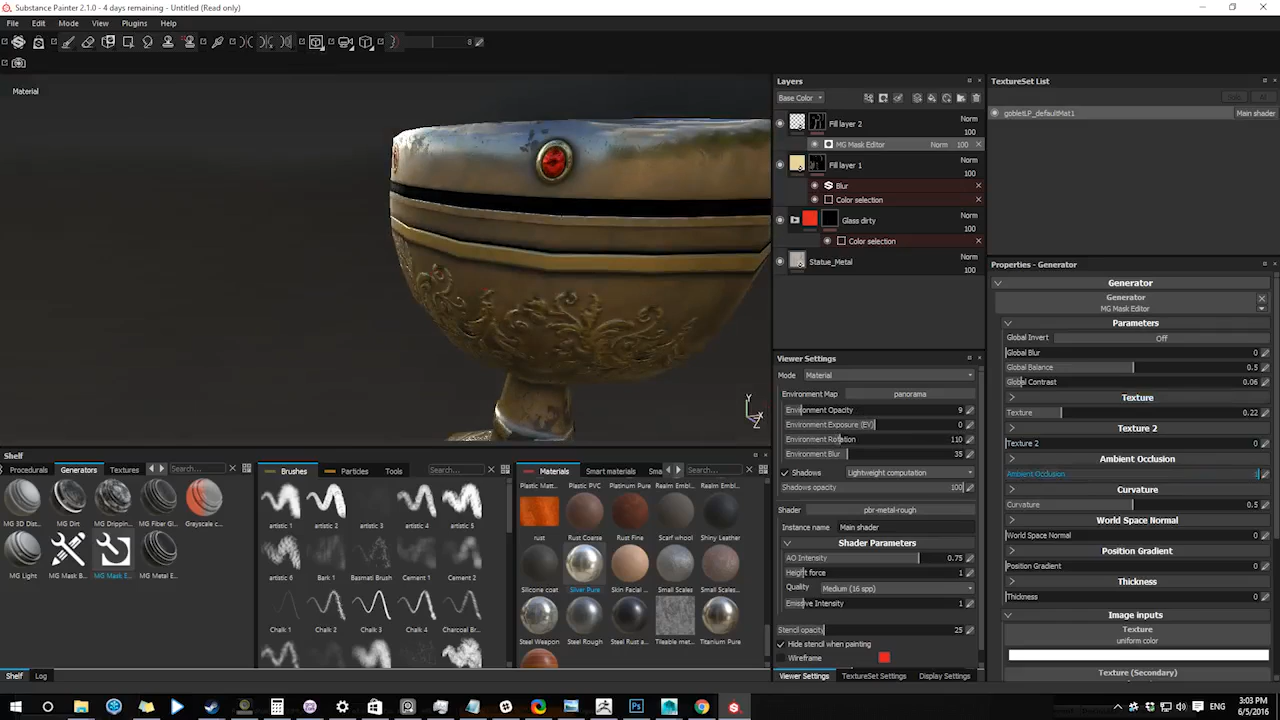 Substance Painter 2.1.0 - 4 days remaining - Untitled (Read only)
File Edit Mode View Plugins Help
8
Material
Layers
Base Color
Fill layer 2 Norm
100
MG Mask Editor Norm 100
Fill layer 1 Norm
100
Blur
Color selection
Glass dirty Norm
100
Color selection
Statue_Metal Norm
100
TextureSet List
gobletLP_defaultMat1 Main shader
Viewer Settings
Mode Material
Environment Map panorama
Environment Opacity 9
Environment Exposure (EV) 0
Environment Rotation 110
Environment Blur 35
Shadows Lightweight computation
Shadows opacity 100
Shader pbr-metal-rough
Instance name Main shader
Shader Parameters
AO Intensity 0.75
Height force 1
Quality Medium (16 spp)
Emissive Intensity 1
Stencil opacity 25
Hide stencil when painting
Wireframe
Viewer Settings TextureSet Settings Display Settings
Properties - Generator
Generator
Generator
MG Mask Editor
Parameters
Global Invert Off
Global Blur 0
Global Balance 0.5
Global Contrast 0.06
Texture
Texture 0.22
Texture 2
Texture 2 0
Ambient Occlusion
Ambient Occlusion
Curvature
Curvature 0.5
World Space Normal
World Space Normal 0
Position Gradient
Position Gradient 0
Thickness
Thickness 0
Image inputs
Texture
uniform color
Texture (Secondary)
Shelf
Procedurals Generators Textures Search...
MG 3D Dist... MG Dirt MG Drippin... MG Fiber Gl... Grayscale c...
MG Light MG Mask B... MG Mask E... MG Metal E...
Brushes Particles Tools Search...
artistic 1 artistic 2 artistic 3 artistic 4 artistic 5
artistic 6 Bark 1 Basmati Brush Cement 1 Cement 2
Chalk 1 Chalk 2 Chalk 3 Chalk 4 Charcoal Br...
Materials Smart materials Sma Search...
Plastic Matt... Plastic PVC Platinum Pure Realm Embl... Realm Embl...
rust Rust Coarse Rust Fine Scarf whool Shiny Leather
Silicone coat Silver Pure Skin Facial ... Small Scales Small Scales...
Steel Weapon Steel Rough Steel Rust a... Tileable mat... Titanium Pure
Shelf Log
ENG 3:03 PM
6/5/2016